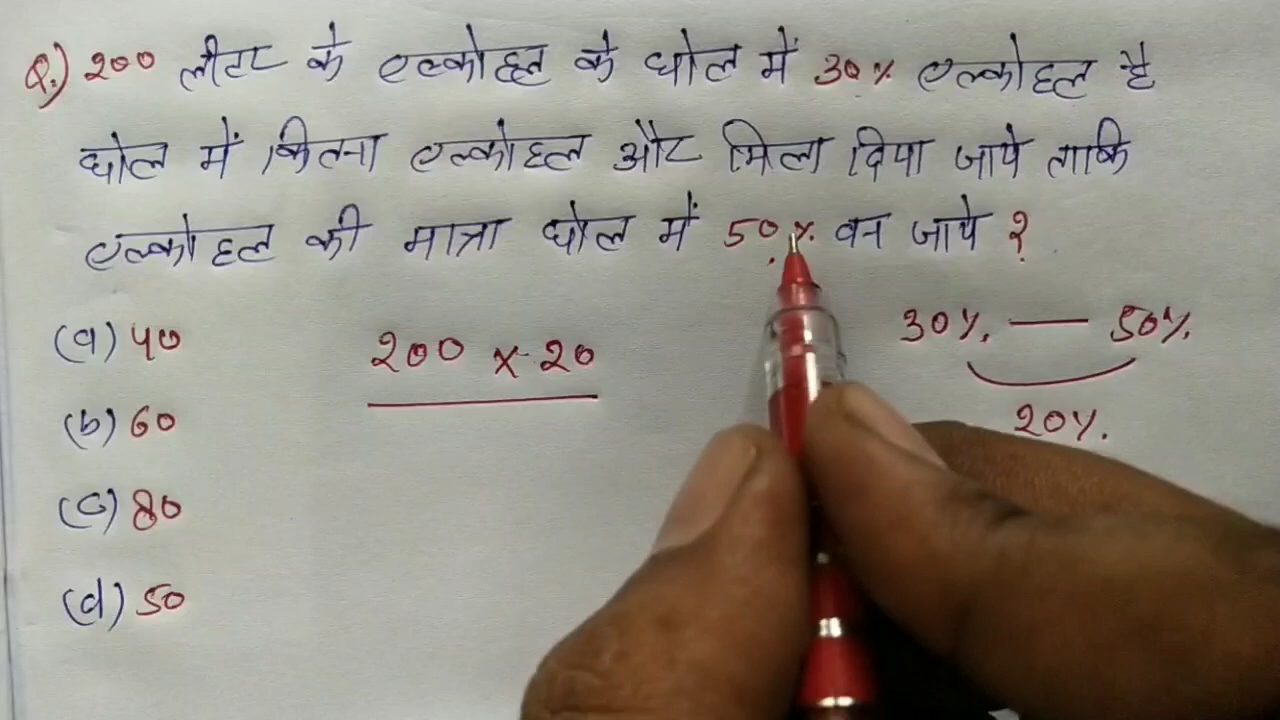 Q.) 200 लीटर के एल्कोहल के घोल में 30% एल्कोहल है
घोल में कितना एल्कोहल और मिला दिया जाये ताकि
एल्कोहल की मात्रा घोल में 50% बन जाये ?
(a) 40
200 x 20
30% — 50%
20%.
(b) 60
(c) 80
(d) 50